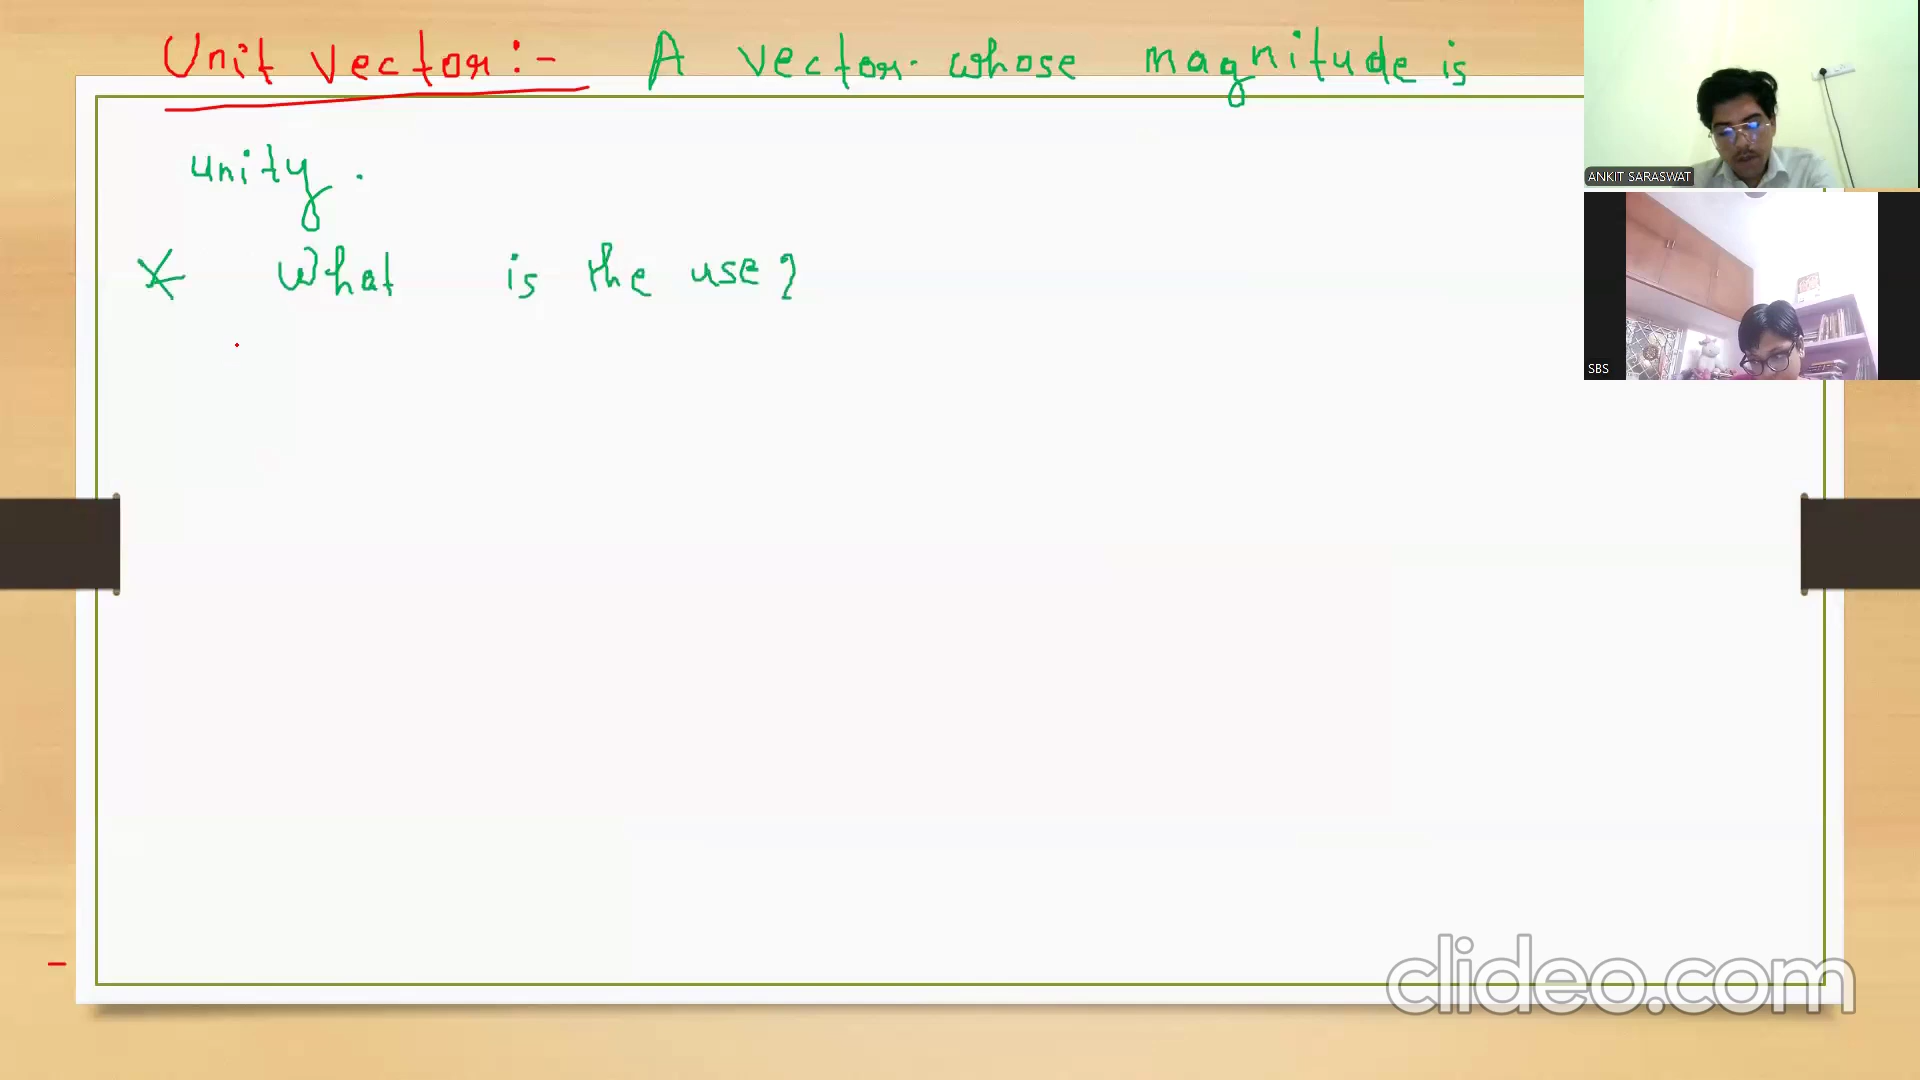 Unit vector:- A vector whose magnitude is
unity.
* What is the use?
ANKIT SARASWAT
SBS
clideo.com